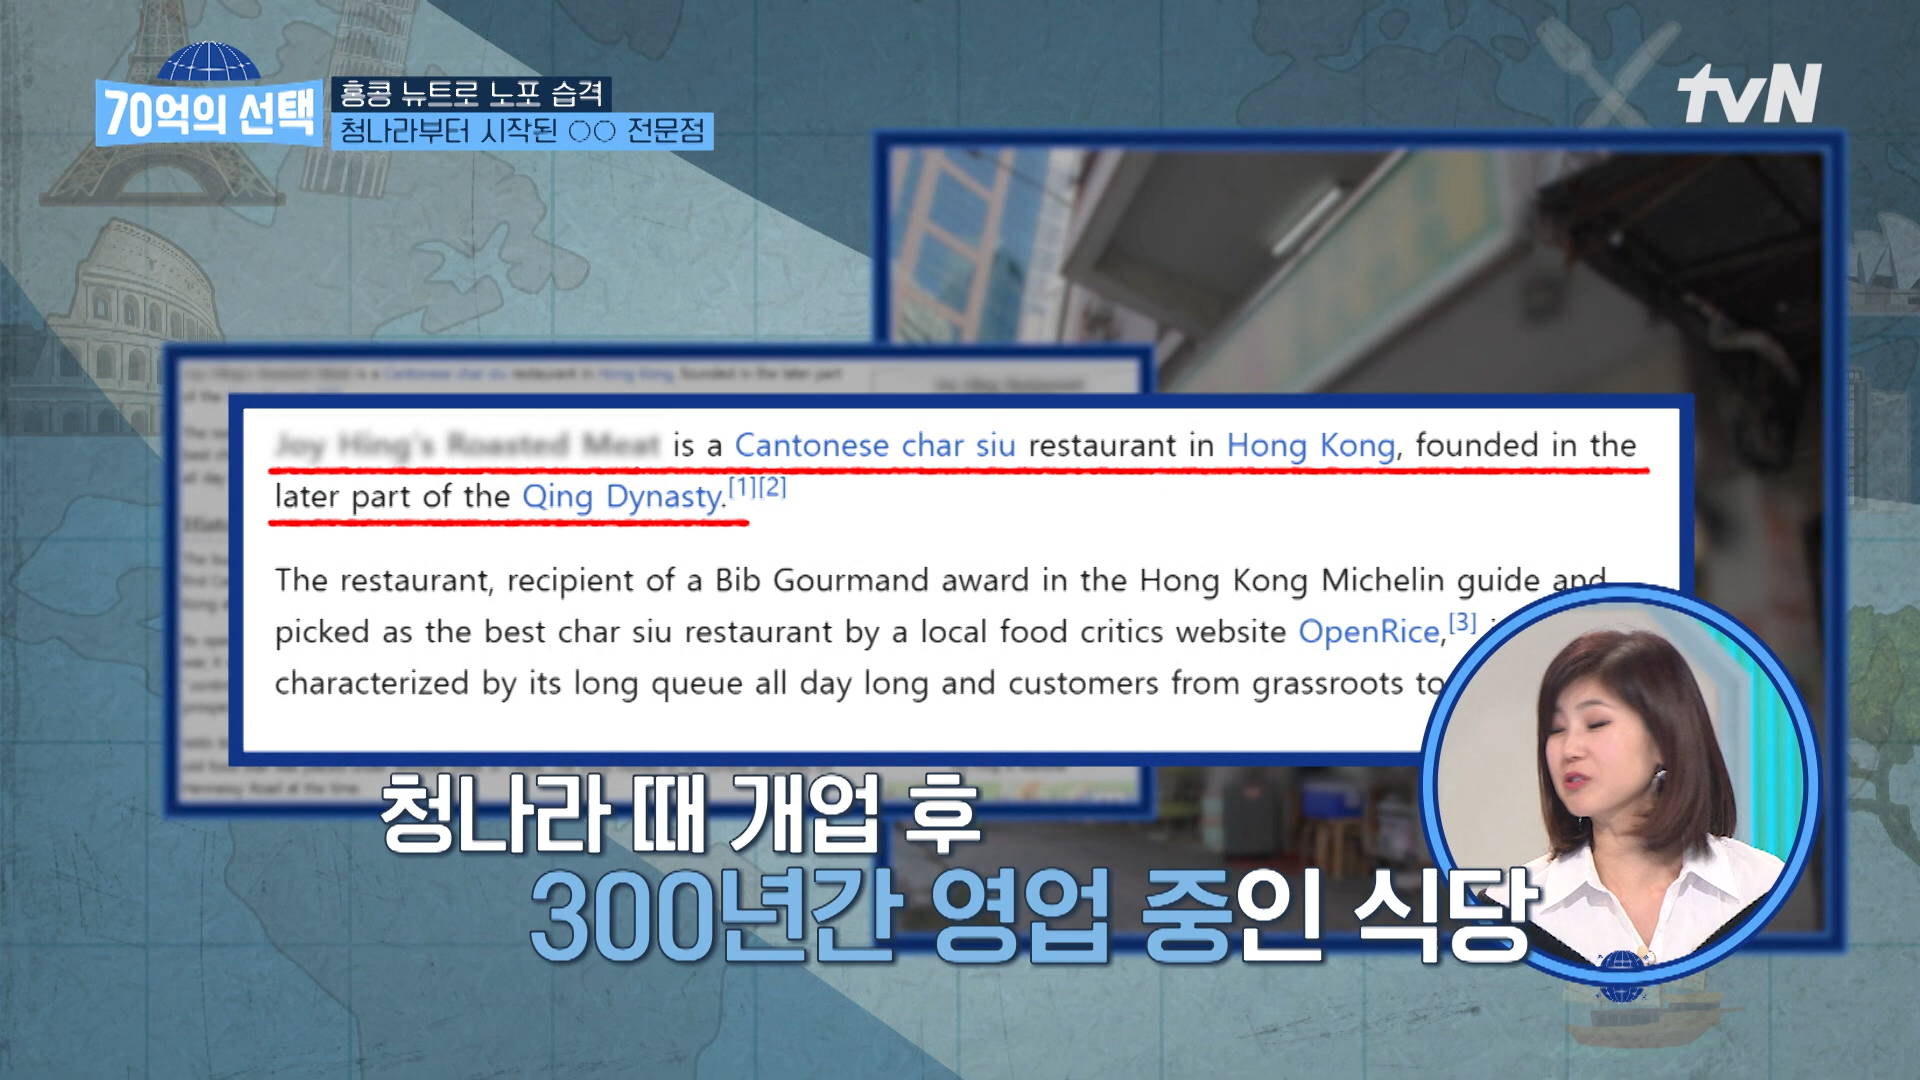 70억의 선택
홍콩 뉴트로 노포 습격
청나라부터 시작된 ○○ 전문점
tvN
Joy Hing's Roasted Meat is a Cantonese char siu restaurant in Hong Kong, founded in the
later part of the Qing Dynasty.[1][2]
The restaurant, recipient of a Bib Gourmand award in the Hong Kong Michelin guide and
picked as the best char siu restaurant by a local food critics website OpenRice,[3]
characterized by its long queue all day long and customers from grassroots to
청나라 때 개업 후
300년간 영업 중인 식당